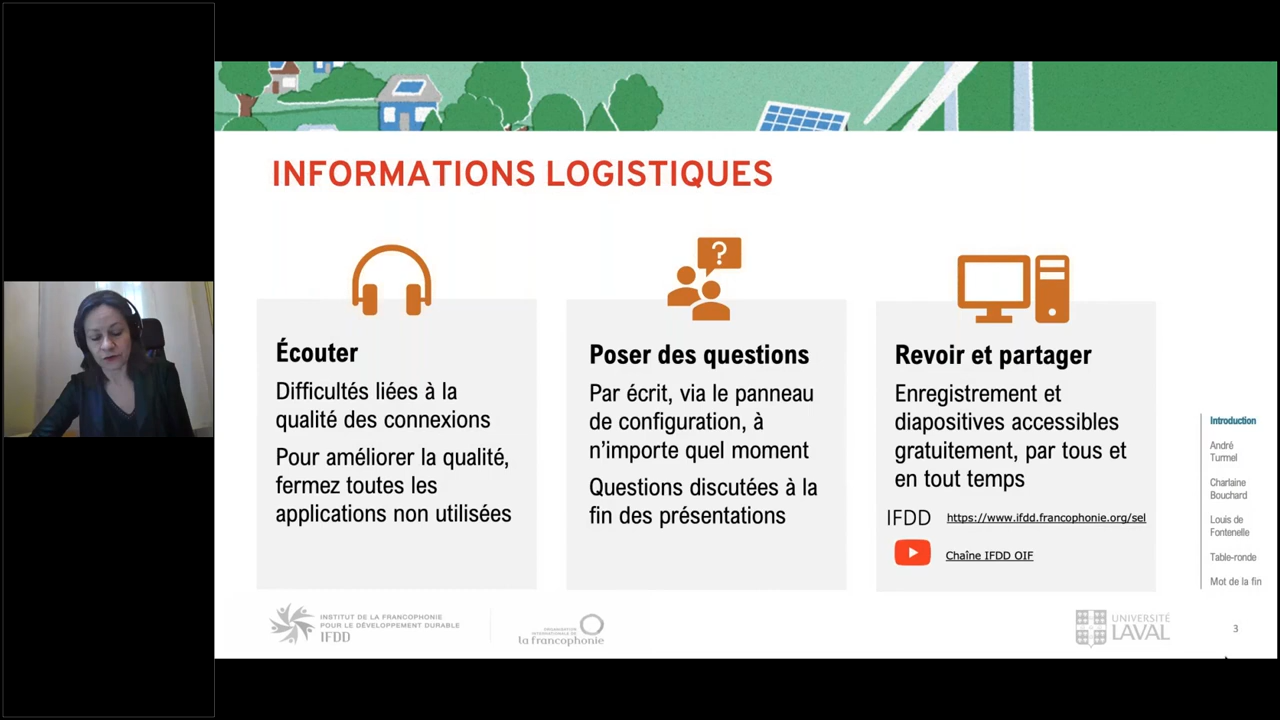 INFORMATIONS LOGISTIQUES
?
Écouter
Difficultés liées à la
qualité des connexions
Pour améliorer la qualité,
fermez toutes les
applications non utilisées
Poser des questions
Par écrit, via le panneau
de configuration, à
n’importe quel moment
Questions discutées à la
fin des présentations
Revoir et partager
Enregistrement et
diapositives accessibles
gratuitement, par tous et
en tout temps
IFDD https://www.ifdd.francophonie.org/sel
Chaîne IFDD OIF
Introduction
André
Turmel
Charlaine
Bouchard
Louis de
Fontenelle
Table-ronde
Mot de la fin
INSTITUT DE LA FRANCOPHONIE
POUR LE DÉVELOPPEMENT DURABLE
IFDD
ORGANISATION
INTERNATIONALE DE
la francophonie
UNIVERSITÉ
LAVAL
3